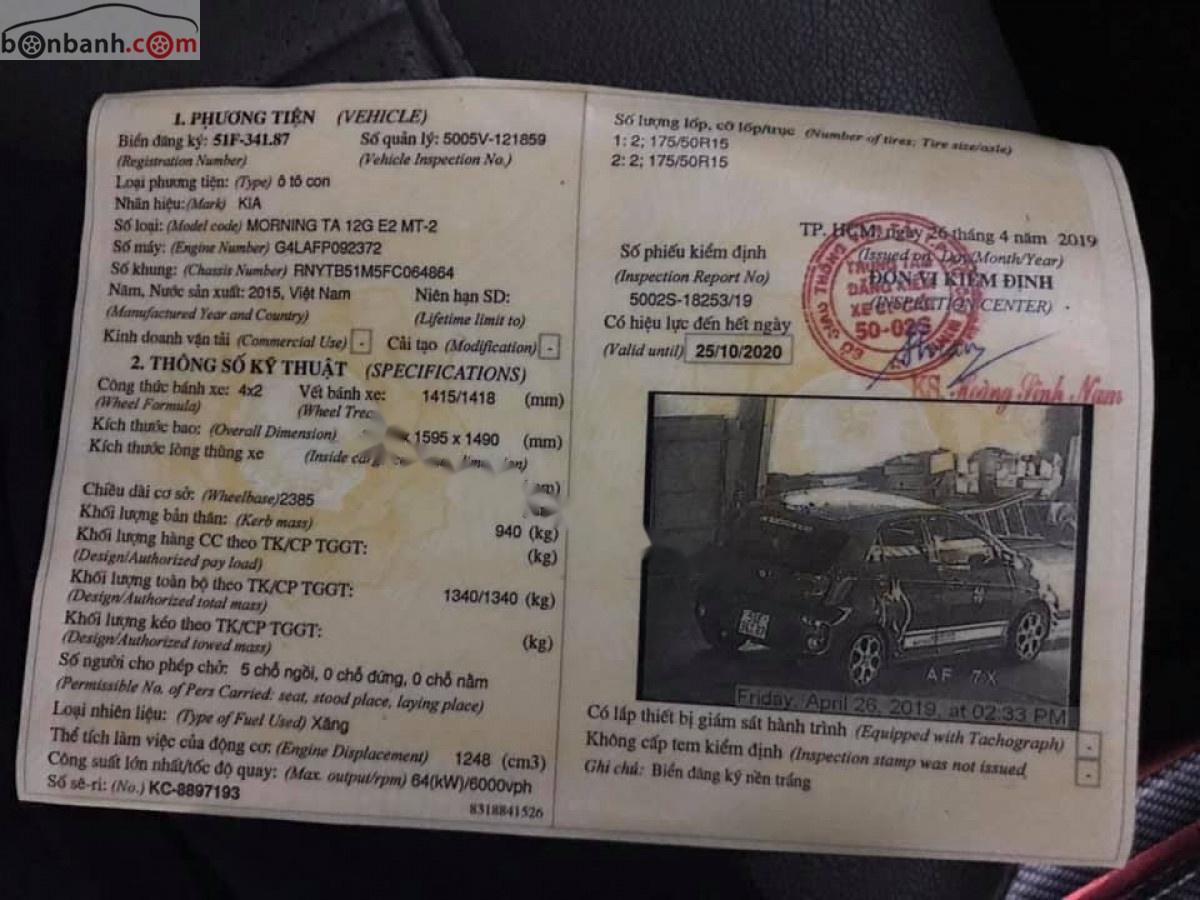 bonbanh.com
1. PHƯƠNG TIỆN (VEHICLE)
Biển đăng ký: 51F-341.87 Số quản lý: 5005V-121859
(Registration Number) (Vehicle Inspection No.)
Loại phương tiện: (Type) ô tô con
Nhãn hiệu: (Mark) KIA
Số loại: (Model code) MORNING TA 12G E2 MT-2
Số máy: (Engine Number) G4LAFP092372
Số khung: (Chassis Number) RNYTB51M5FC064864
Năm, Nước sản xuất: 2015, Việt Nam Niên hạn SD:
(Manufactured Year and Country) (Lifetime limit to)
Kinh doanh vận tải (Commercial Use) - Cải tạo (Modification) -
2. THÔNG SỐ KỸ THUẬT (SPECIFICATIONS)
Công thức bánh xe: 4x2 Vết bánh xe: 1415/1418 (mm)
(Wheel Formula) (Wheel
Kích thước bao: (Overall Dimension) x 1595 x 1490 (mm)
Kích thước lòng thùng xe (Inside
Chiều dài cơ sở: (Wheelbase) 2385
Khối lượng bản thân: (Kerb mass) 940 (kg)
Khối lượng hàng CC theo TK/CP TGGT: (kg)
(Design/Authorized pay load)
Khối lượng toàn bộ theo TK/CP TGGT: 1340/1340 (kg)
(Design/Authorized total mass)
Khối lượng kéo theo TK/CP TGGT: (kg)
(Design/Authorized towed mass)
Số người cho phép chở: 5 chỗ ngồi, 0 chỗ đứng, 0 chỗ nằm
(Permissible No. of Pers Carried: seat, stood place, laying place)
Loại nhiên liệu: (Type of Fuel Used) Xăng
Thể tích làm việc của động cơ: (Engine Displacement) 1248 (cm3)
Công suất lớn nhất/tốc độ quay: (Max. output/rpm) 64(kW)/6000vph
Số sê-ri: (No.) KC-8897193
8318841526
Số lượng lốp, cỡ lốp/trục (Number of tires; Tire size/axle)
1: 2; 175/50R15
2: 2; 175/50R15
TP. HCM, ngày 26 tháng 4 năm 2019
(Issued on: Day/Month/Year)
Số phiếu kiểm định ĐƠN VỊ KIỂM ĐỊNH
(Inspection Report No) (INSPECTION CENTER)
5002S-18253/19
50-02S
Có hiệu lực đến hết ngày
(Valid until) 25/10/2020
AF 7X
Friday, April 26, 2019, at 02:33 PM
Có lắp thiết bị giám sát hành trình (Equipped with Tachograph) -
Không cấp tem kiểm định (Inspection stamp was not issued -
Ghi chú: Biển đăng ký nền trắng